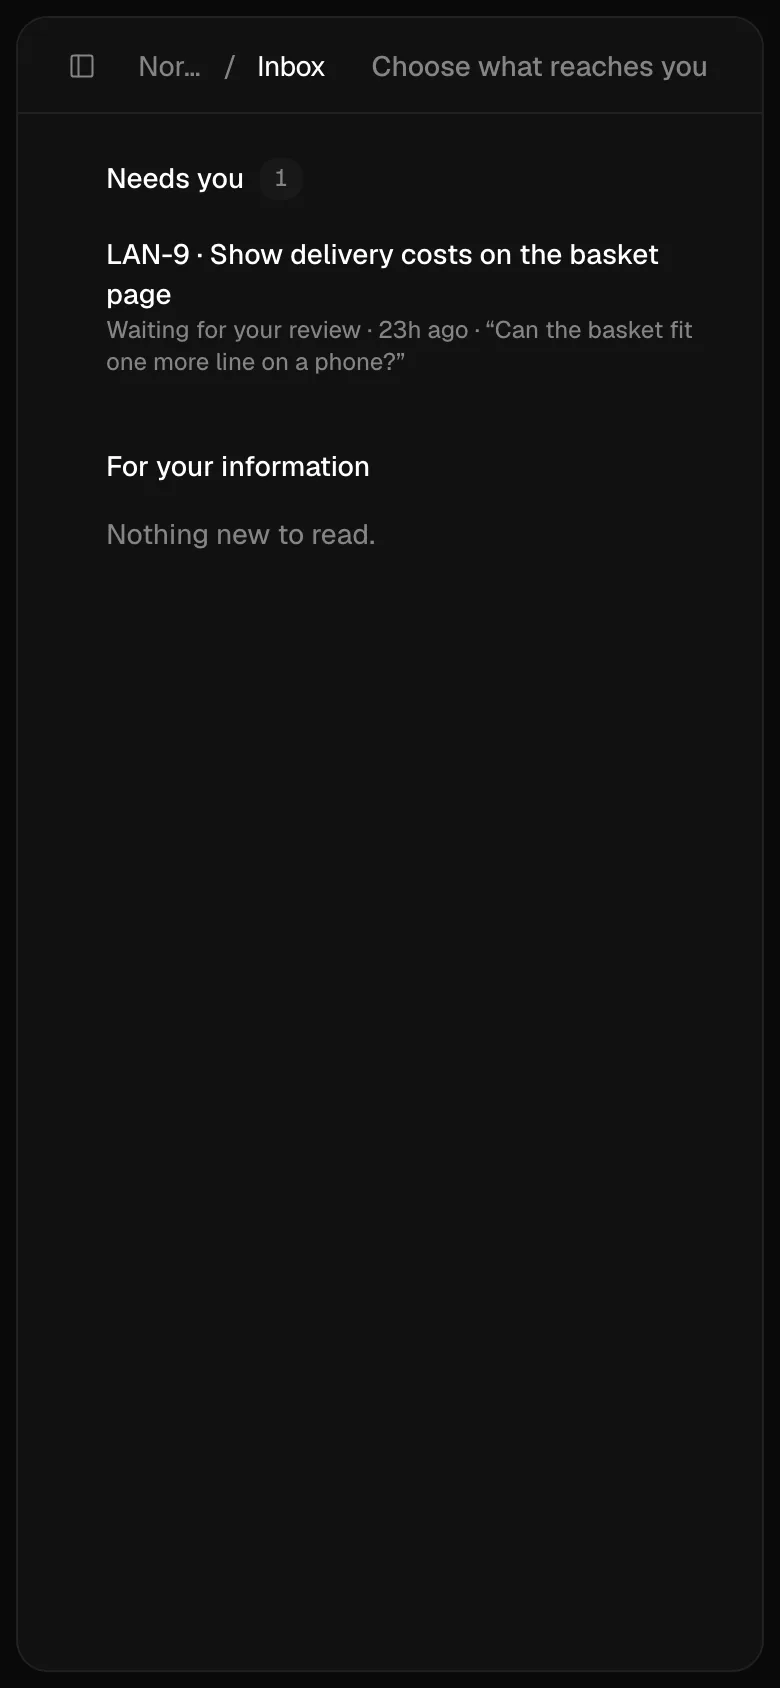 Nor... / Inbox Choose what reaches you
Needs you 1
LAN-9 · Show delivery costs on the basket
page
Waiting for your review · 23h ago · “Can the basket fit
one more line on a phone?”
For your information
Nothing new to read.